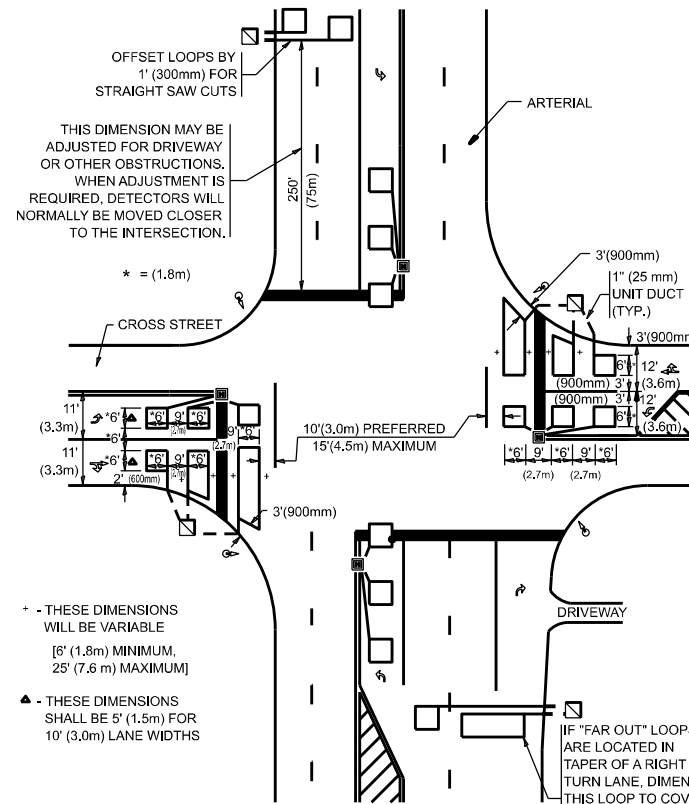 OFFSET LOOPS BY
1' (300mm) FOR
STRAIGHT SAW CUTS
ARTERIAL
THIS DIMENSION MAY BE
ADJUSTED FOR DRIVEWAY
OR OTHER OBSTRUCTIONS.
WHEN ADJUSTMENT IS
REQUIRED, DETECTORS WILL
NORMALLY BE MOVED CLOSER
TO THE INTERSECTION.
250'
(75m)
* = (1.8m)
3'(900mm)
1" (25 mm)
UNIT DUCT
(TYP.)
CROSS STREET
3'(900mm
6' 12'
(900mm) 3' (3.6m)
(900mm) 3' 12'
6' (3.6m)
11'
(3.3m)
*6'
*6' 9' *6'
(2.7m)
9' *6'
(2.7m)
*6'
11'
(3.3m)
*6'
*6' 9' *6'
(2.7m)
2' (600mm)
10'(3.0m) PREFERRED
15'(4.5m) MAXIMUM
*6' 9' *6' 9' *6'
(2.7m) (2.7m)
3'(900mm)
+ - THESE DIMENSIONS
WILL BE VARIABLE
[6' (1.8m) MINIMUM,
25' (7.6 m) MAXIMUM]
DRIVEWAY
- THESE DIMENSIONS
SHALL BE 5' (1.5m) FOR
10' (3.0m) LANE WIDTHS
IF "FAR OUT" LOOP
ARE LOCATED IN
TAPER OF A RIGHT
TURN LANE, DIMEN
THIS LOOP TO COV